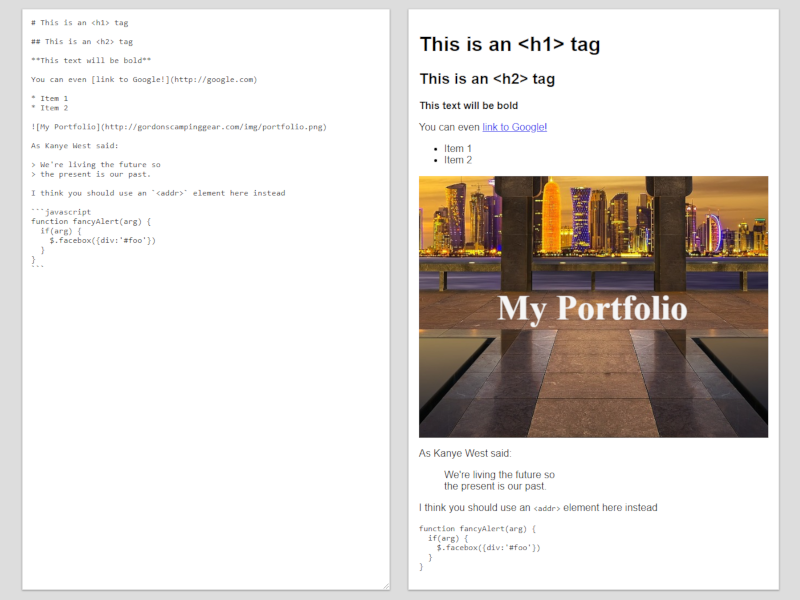 # This is an <h1> tag
## This is an <h2> tag
**This text will be bold**
You can even [link to Google!](http://google.com)
* Item 1
* Item 2
![My Portfolio](http://gordonscampinggear.com/img/portfolio.png)
As Kanye West said:
> We're living the future so
> the present is our past.
I think you should use an `<addr>` element here instead
```javascript
function fancyAlert(arg) {
  if(arg) {
    $.facebox({div:'#foo'})
  }
}
```
This is an <h1> tag
This is an <h2> tag
This text will be bold
You can even link to Google!
• Item 1
• Item 2
My Portfolio
As Kanye West said:
We're living the future so
the present is our past.
I think you should use an <addr> element here instead
function fancyAlert(arg) {
  if(arg) {
    $.facebox({div:'#foo'})
  }
}